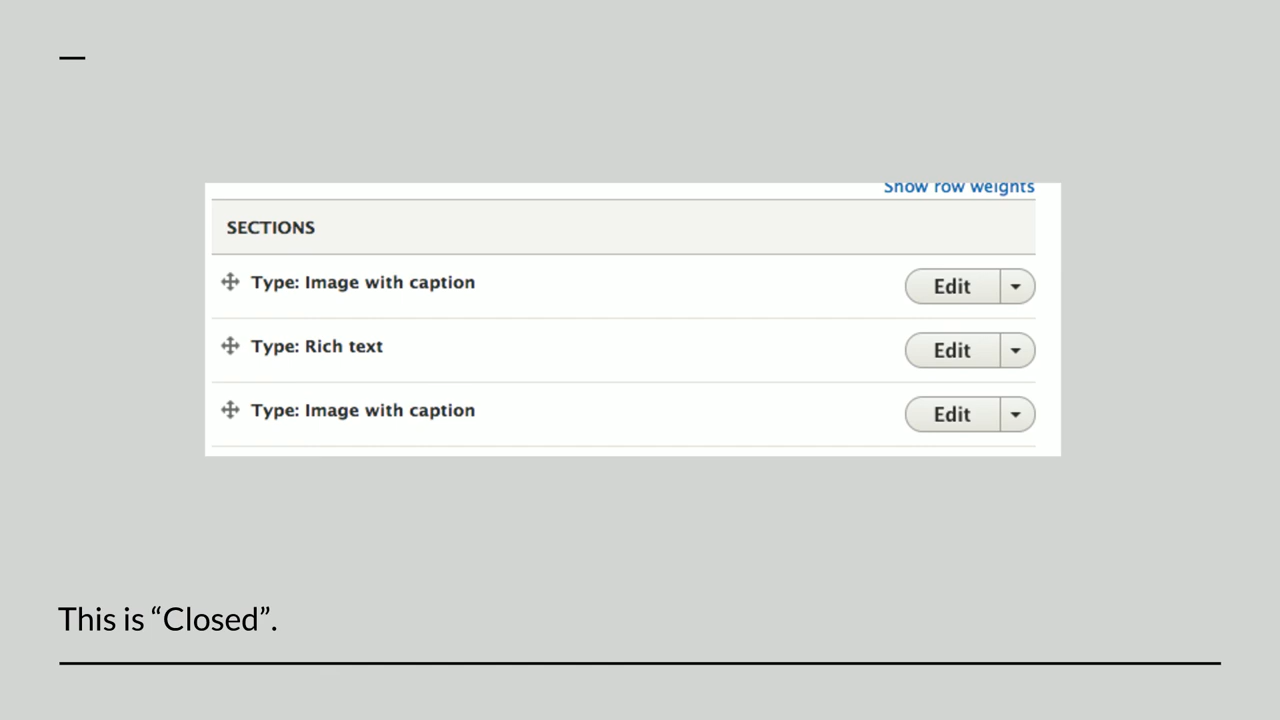 Show row weights
SECTIONS
Type: Image with caption
Edit
Type: Rich text
Edit
Type: Image with caption
Edit
This is “Closed”.